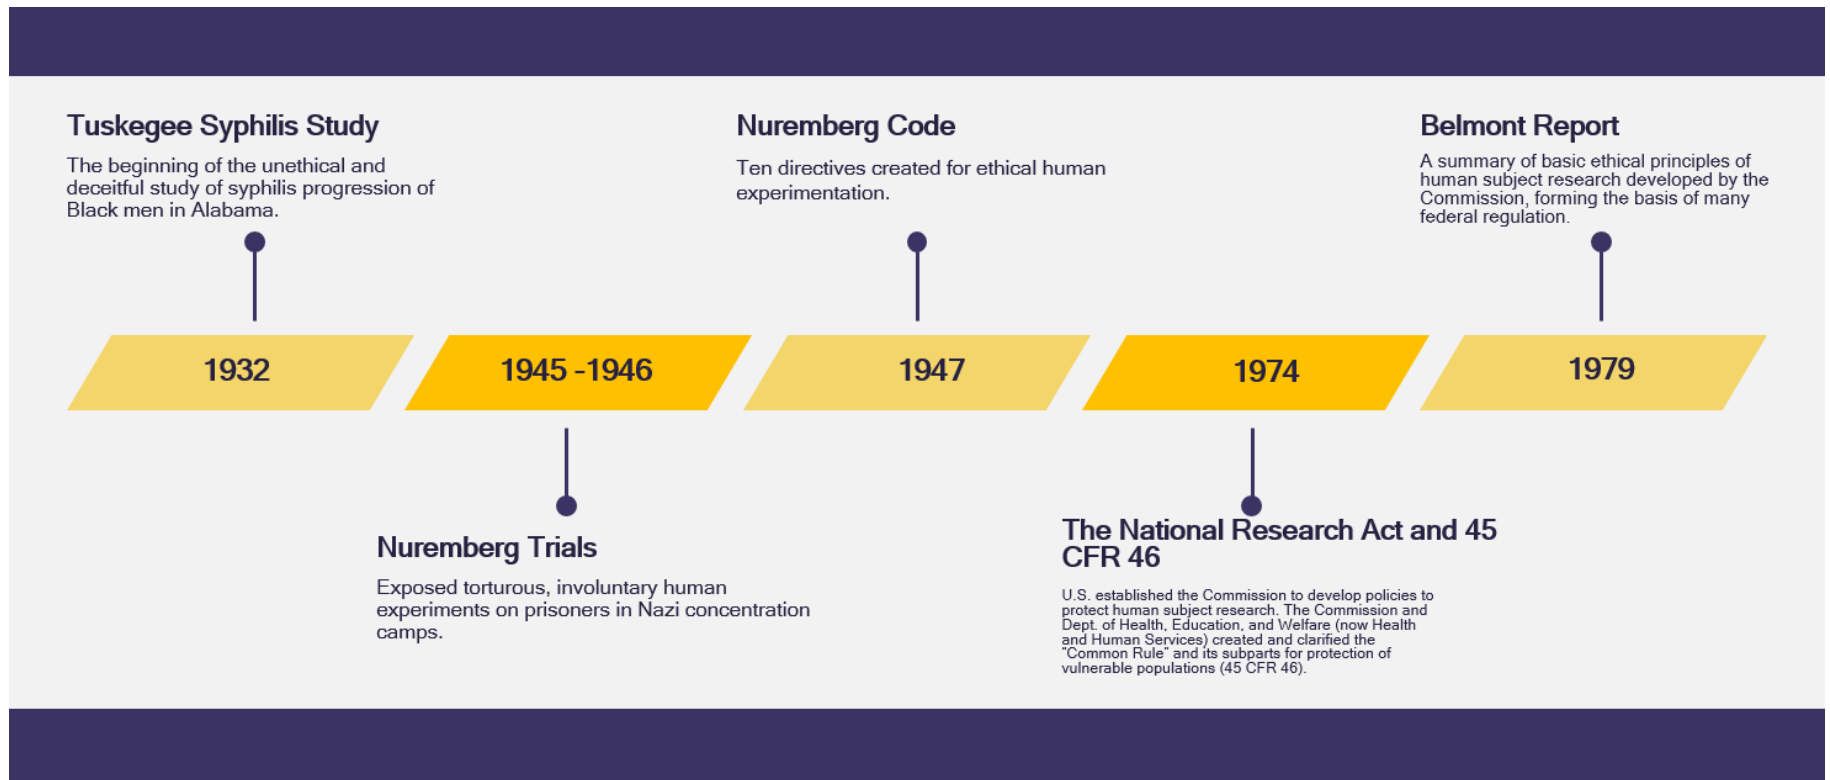 Tuskegee Syphilis Study
The beginning of the unethical and
deceitful study of syphilis progression of
Black men in Alabama.
Nuremberg Code
Ten directives created for ethical human
experimentation.
Belmont Report
A summary of basic ethical principles of
human subject research developed by the
Commission, forming the basis of many
federal regulation.
1932
1945 -1946
1947
1974
1979
Nuremberg Trials
Exposed torturous, involuntary human
experiments on prisoners in Nazi concentration
camps.
The National Research Act and 45
CFR 46
U.S. established the Commission to develop policies to
protect human subject research. The Commission and
Dept. of Health, Education, and Welfare (now Health
and Human Services) created and clarified the
"Common Rule" and its subparts for protection of
vulnerable populations (45 CFR 46).